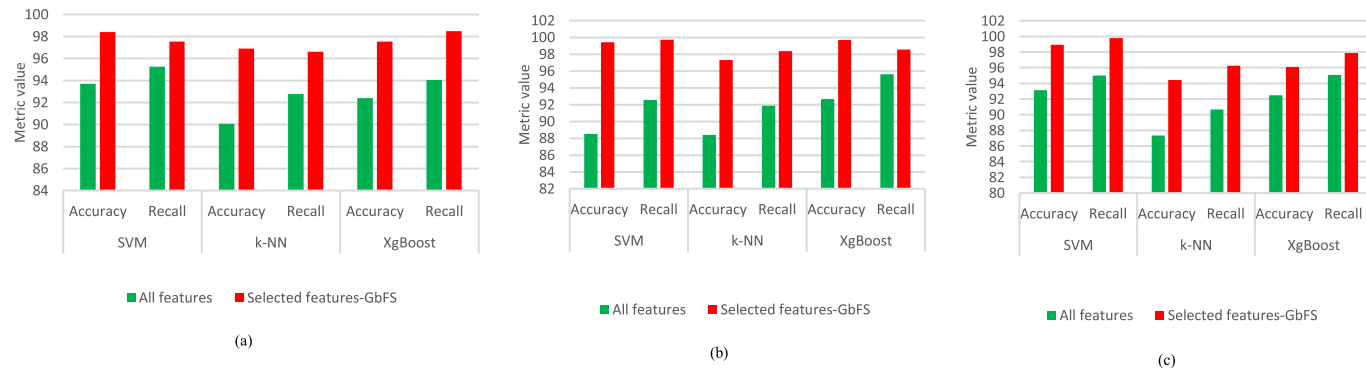 100
98
96
94
92
90
88
86
84
Metric value
Accuracy Recall Accuracy Recall Accuracy Recall
SVM k-NN XgBoost
All features Selected features-GbFS
(a)
102
100
98
96
94
92
90
88
86
84
82
Metric value
Accuracy Recall Accuracy Recall Accuracy Recall
SVM k-NN XgBoost
All features Selected features-GbFS
(b)
102
100
98
96
94
92
90
88
86
84
82
80
Metric value
Accuracy Recall Accuracy Recall Accuracy Recall
SVM k-NN XgBoost
All features Selected features-GbFS
(c)